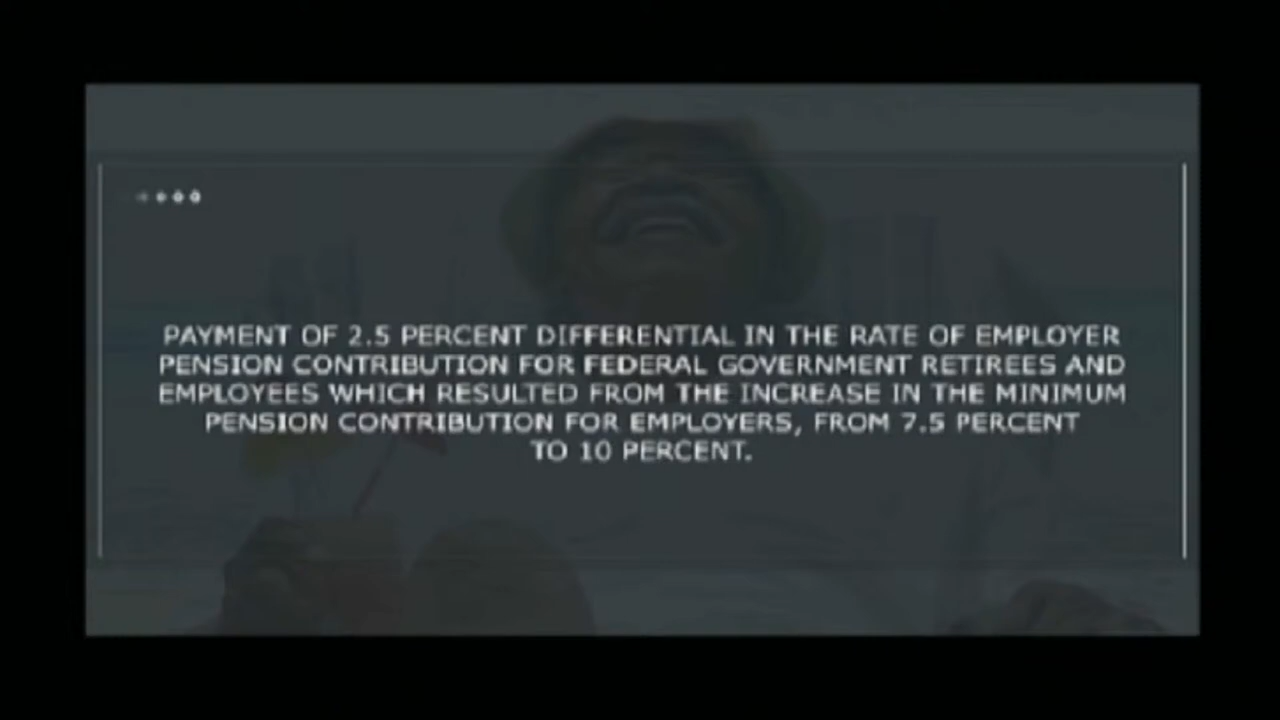 PAYMENT OF 2.5 PERCENT DIFFERENTIAL IN THE RATE OF EMPLOYER
PENSION CONTRIBUTION FOR FEDERAL GOVERNMENT RETIREES AND
EMPLOYEES WHICH RESULTED FROM THE INCREASE IN THE MINIMUM
PENSION CONTRIBUTION FOR EMPLOYERS, FROM 7.5 PERCENT
TO 10 PERCENT.